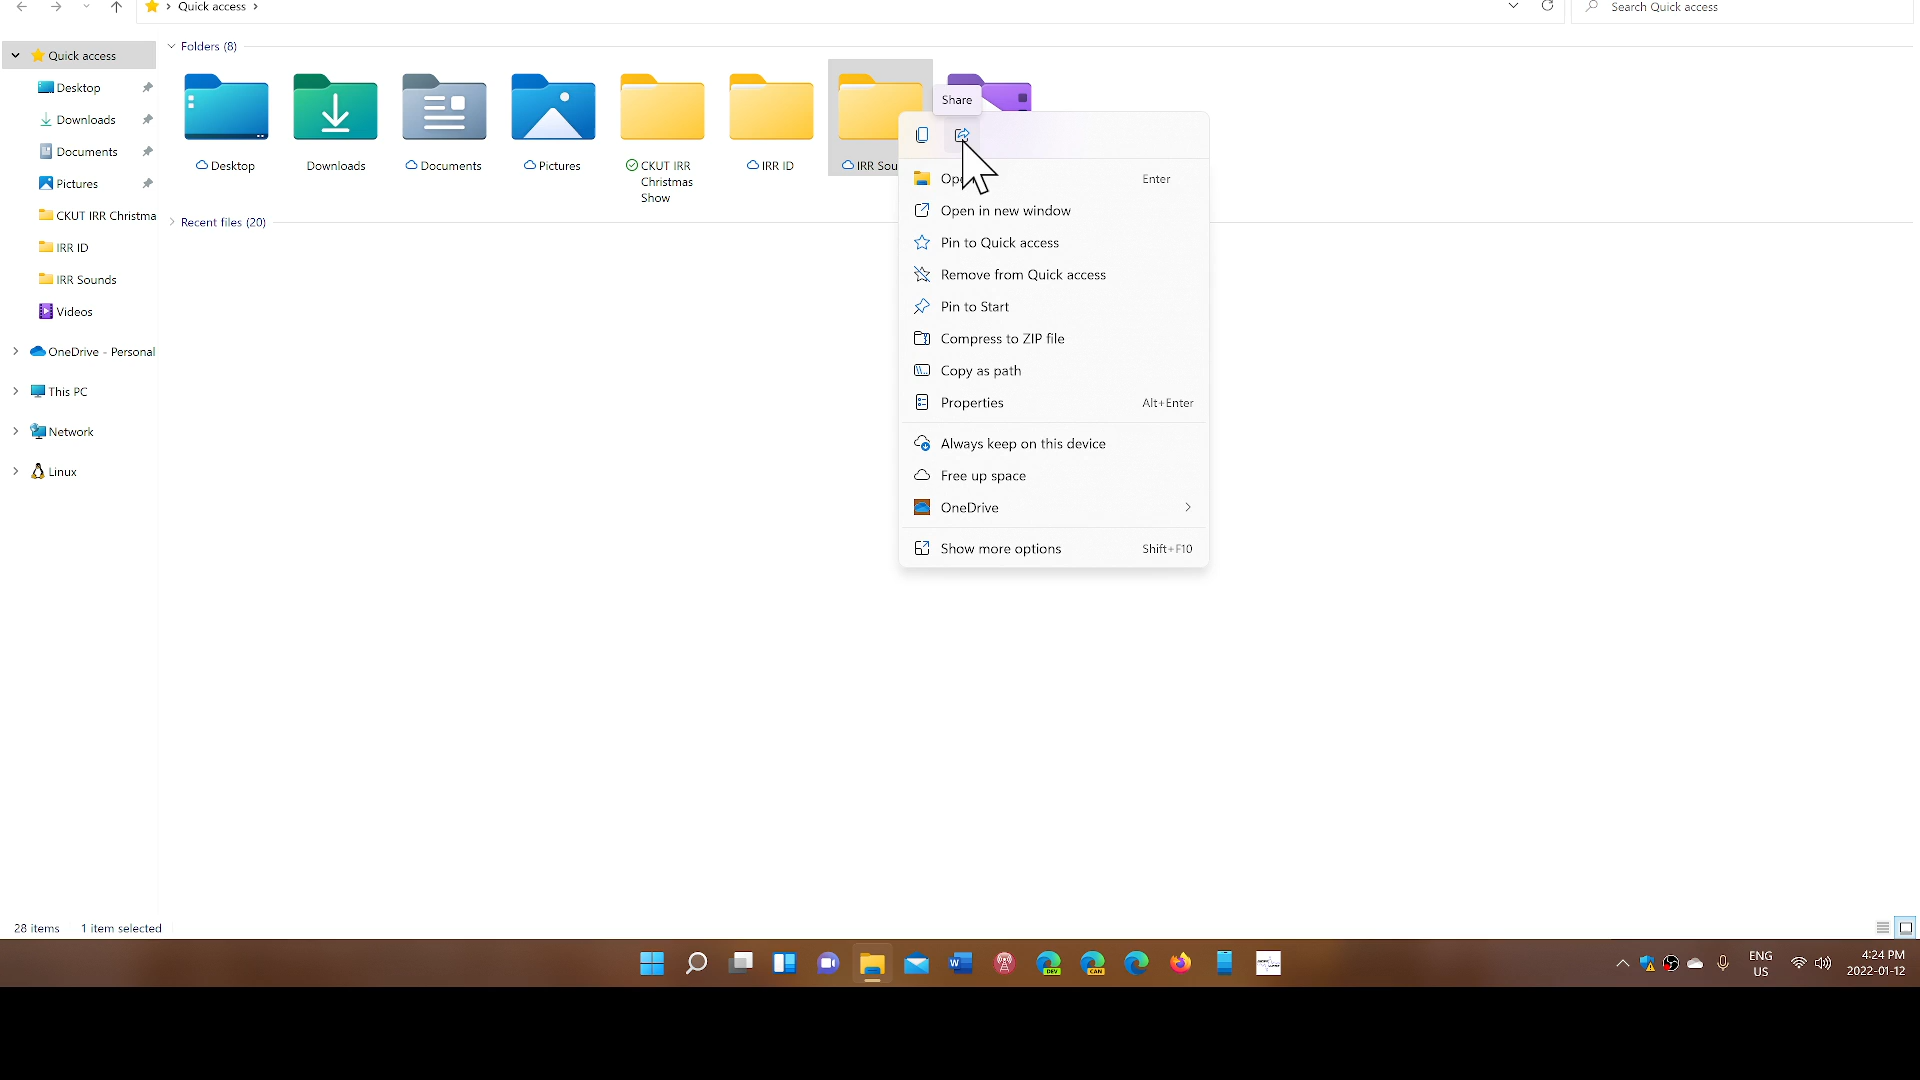 Quick access
Search Quick access
Quick access
Desktop
Downloads
Documents
Pictures
CKUT IRR Christma
IRR ID
IRR Sounds
Videos
OneDrive - Personal
This PC
Network
Linux
Folders (8)
Desktop
Downloads
Documents
Pictures
CKUT IRR
Christmas
Show
IRR ID
IRR Sou
Recent files (20)
Share
Ope Enter
Open in new window
Pin to Quick access
Remove from Quick access
Pin to Start
Compress to ZIP file
Copy as path
Properties Alt+Enter
Always keep on this device
Free up space
OneDrive
Show more options Shift+F10
28 items 1 item selected
DEV
CAN
ENG
US
4:24 PM
2022-01-12